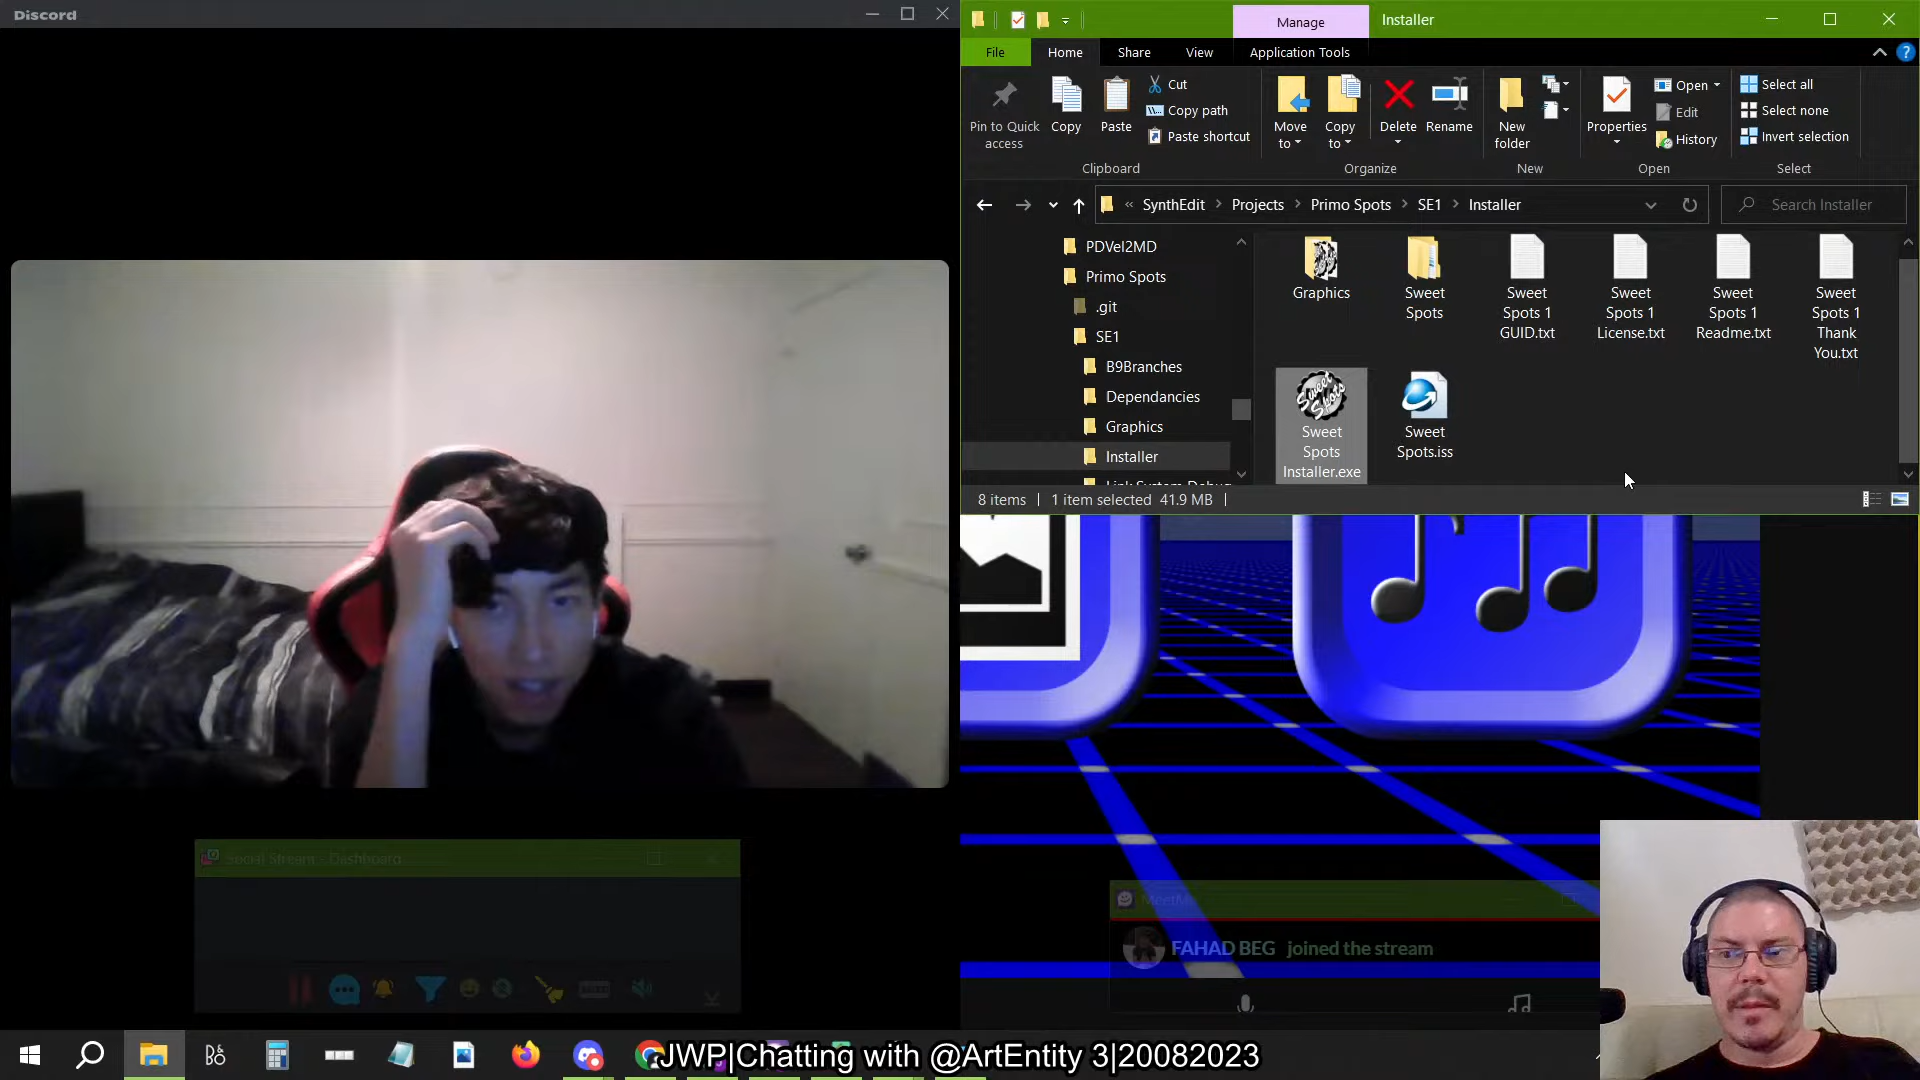 Discord
Manage
Installer
File
Home
Share
View
Application Tools
Pin to Quick
access
Copy
Paste
Cut
Copy path
Paste shortcut
Move
to
Copy
to
Delete
Rename
New
folder
Properties
Open
Edit
History
Select all
Select none
Invert selection
Clipboard
Organize
New
Open
Select
« SynthEdit > Projects > Primo Spots > SE1 > Installer
Search Installer
PDVel2MD
Primo Spots
.git
SE1
B9Branches
Dependancies
Graphics
Installer
Graphics
Sweet
Spots
Sweet
Spots 1
GUID.txt
Sweet
Spots 1
License.txt
Sweet
Spots 1
Readme.txt
Sweet
Spots 1
Thank
You.txt
Sweet Spots
Sweet
Spots
Installer.exe
Sweet
Spots.iss
8 items
1 item selected 41.9 MB
Social Stream - Dashboard
FAHAD BEG joined the stream
JWP|Chatting with @ArtEntity 3|20082023